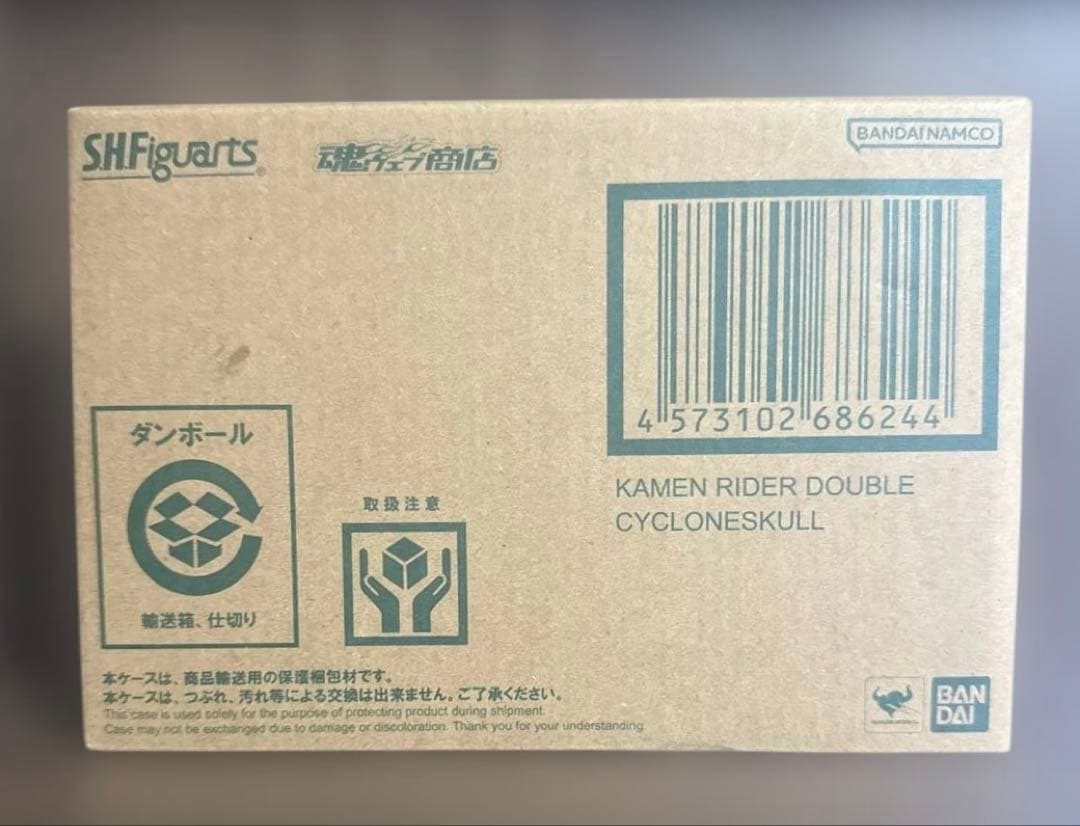 S.H.Figuarts
魂ウェブ商店
BANDAI NAMCO
4 573102 686244
KAMEN RIDER DOUBLE
CYCLONESKULL
ダンボール
輸送箱、仕切り
取扱注意
本ケースは、商品輸送用の保護梱包材です。
本ケースは、つぶれ、汚れ等による交換は出来ません。ご了承ください。
This case is used solely for the purpose of protecting product during shipment.
Case may not be exchanged due to damage or discoloration. Thank you for your understanding.
BAN
DAI